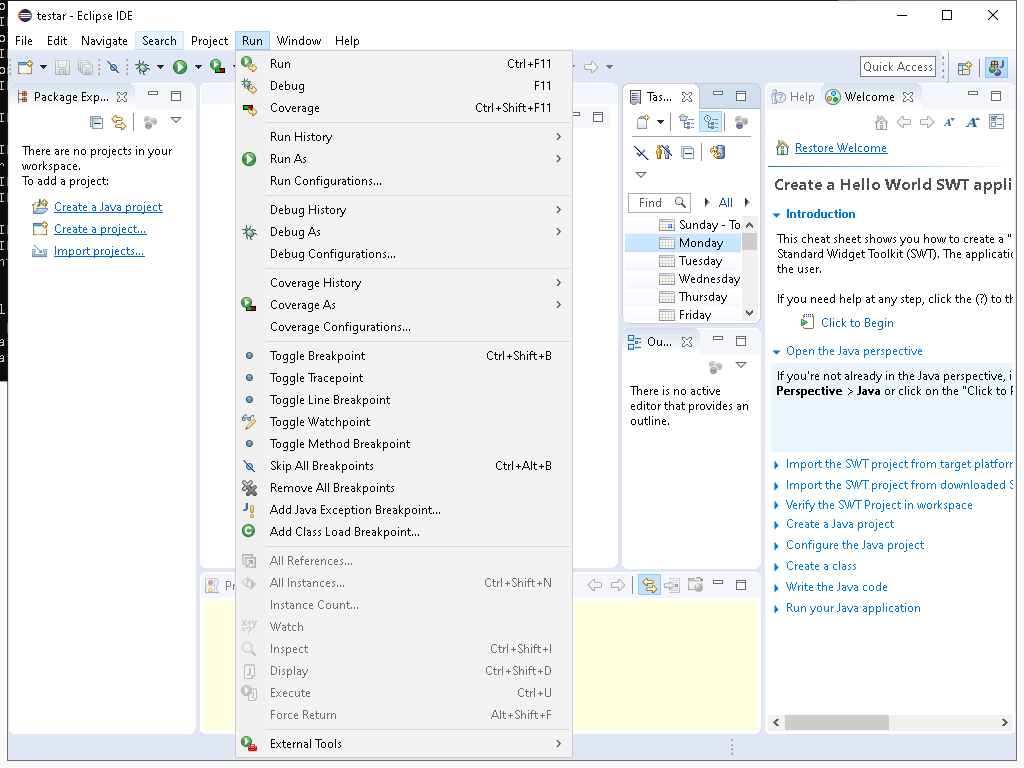 testar - Eclipse IDE
File Edit Navigate Search Project Run Window Help
Quick Access
Package Exp...
There are no projects in your
workspace.
To add a project:
Create a Java project
Create a project...
Import projects...
Run Ctrl+F11
Debug F11
Coverage Ctrl+Shift+F11
Run History
Run As
Run Configurations...
Debug History
Debug As
Debug Configurations...
Coverage History
Coverage As
Coverage Configurations...
Toggle Breakpoint Ctrl+Shift+B
Toggle Tracepoint
Toggle Line Breakpoint
Toggle Watchpoint
Toggle Method Breakpoint
Skip All Breakpoints Ctrl+Alt+B
Remove All Breakpoints
Add Java Exception Breakpoint...
Add Class Load Breakpoint...
All References...
All Instances... Ctrl+Shift+N
Instance Count...
Watch
Inspect Ctrl+Shift+I
Display Ctrl+Shift+D
Execute Ctrl+U
Force Return Alt+Shift+F
External Tools
Pr
Tas...
Find All
Sunday - To
Monday
Tuesday
Wednesday
Thursday
Friday
Ou...
There is no active
editor that provides an
outline.
Help Welcome
Restore Welcome
Create a Hello World SWT appli
Introduction
This cheat sheet shows you how to create a "
Standard Widget Toolkit (SWT). The applicatic
the user.
If you need help at any step, click the (?) to th
Click to Begin
Open the Java perspective
If you're not already in the Java perspective, i
Perspective > Java or click on the "Click to P
Import the SWT project from target platforr
Import the SWT project from downloaded S
Verify the SWT Project in workspace
Create a Java project
Configure the Java project
Create a class
Write the Java code
Run your Java application